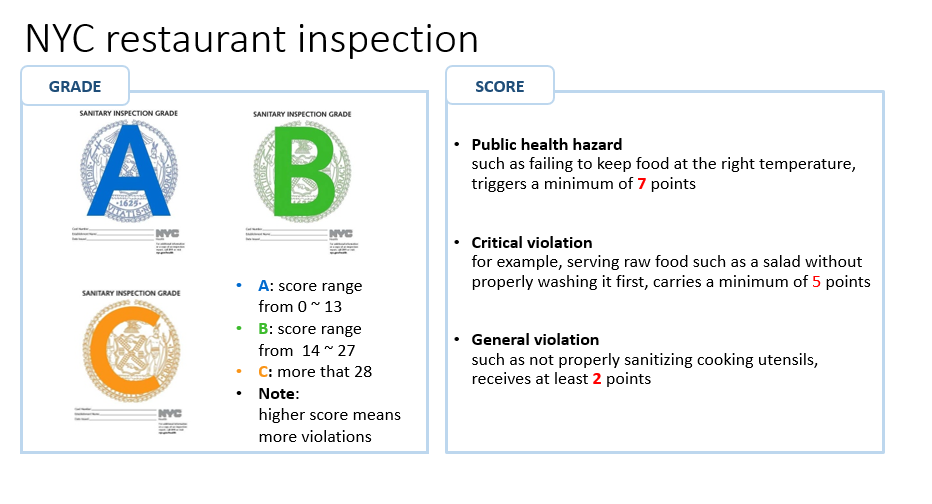 NYC restaurant inspection
GRADE
SANITARY INSPECTION GRADE
A
1625
NYC
SANITARY INSPECTION GRADE
B
NYC
SANITARY INSPECTION GRADE
C
NYC
• A: score range
from 0 ~ 13
• B: score range
from 14 ~ 27
• C: more that 28
• Note:
higher score means
more violations
SCORE
• Public health hazard
such as failing to keep food at the right temperature,
triggers a minimum of 7 points
• Critical violation
for example, serving raw food such as a salad without
properly washing it first, carries a minimum of 5 points
• General violation
such as not properly sanitizing cooking utensils,
receives at least 2 points